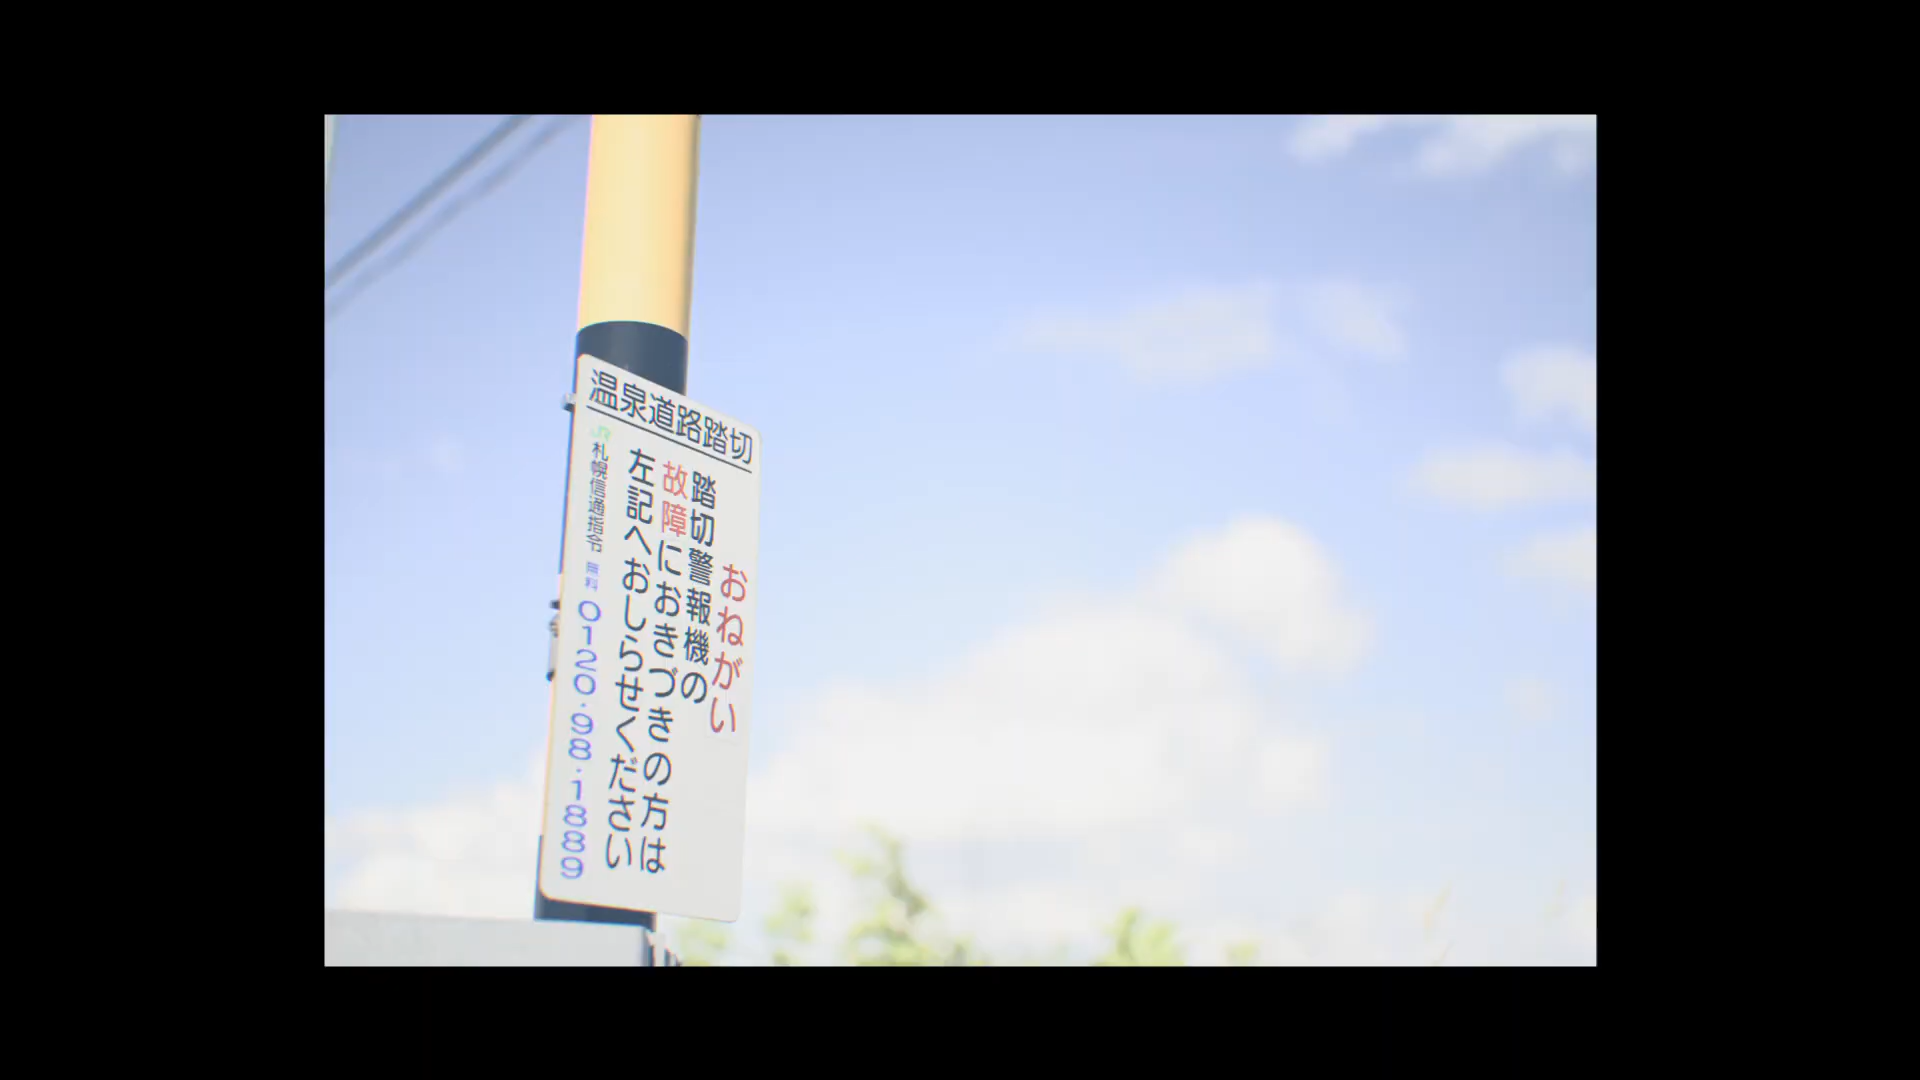 温泉道路踏切
おねがい
踏切警報機の
故障におきづきの方は
左記へおしらせください
JR 札幌信通指令 無料 0120・98・1889